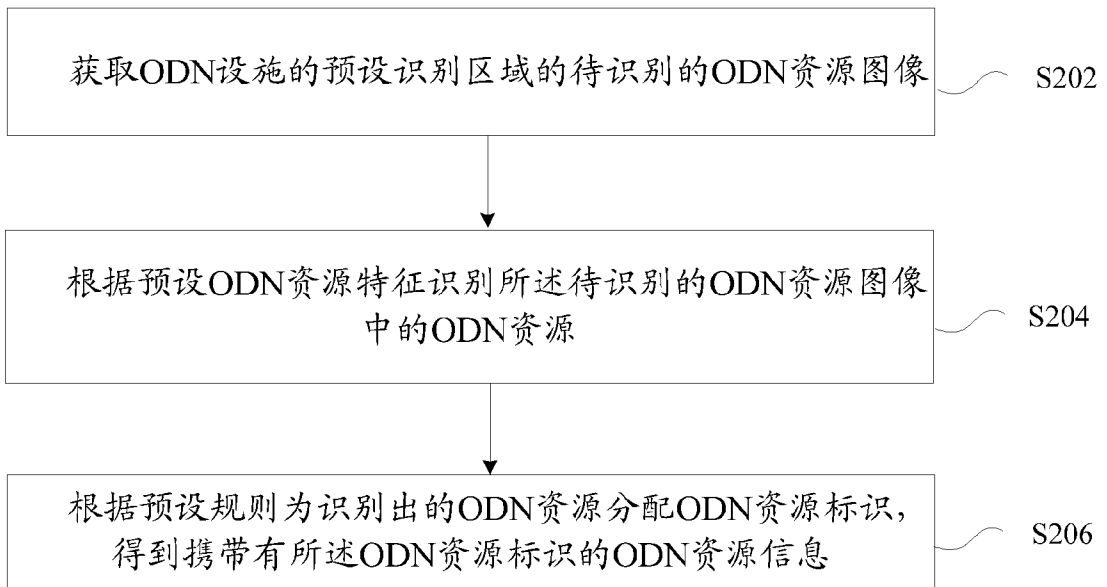 获取ODN设施的预设识别区域的待识别的ODN资源图像
S202
根据预设ODN资源特征识别所述待识别的ODN资源图像
中的ODN资源
S204
根据预设规则为识别出的ODN资源分配ODN资源标识，
得到携带有所述ODN资源标识的ODN资源信息
S206